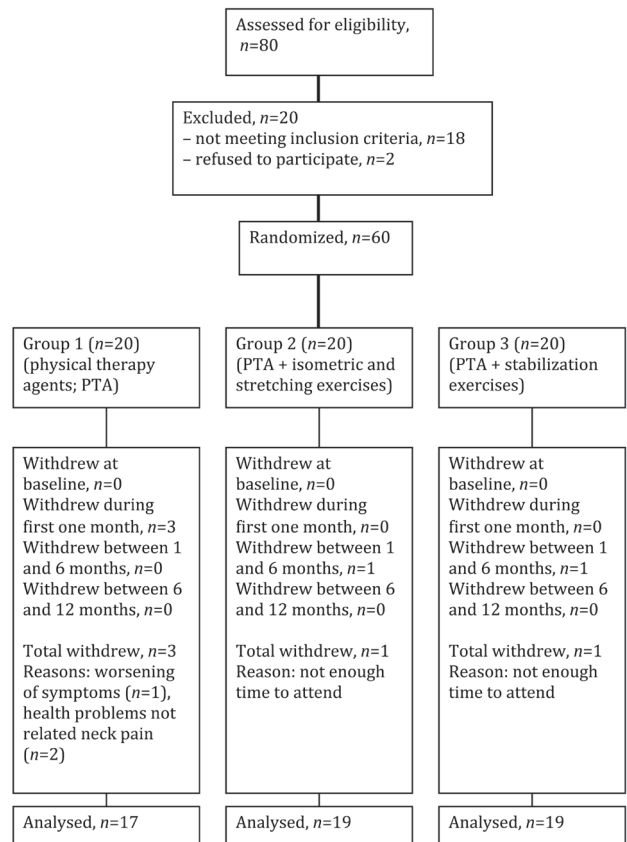 Assessed for eligibility,
n=80
Excluded, n=20
– not meeting inclusion criteria, n=18
– refused to participate, n=2
Randomized, n=60
Group 1 (n=20)
(physical therapy
agents; PTA)
Group 2 (n=20)
(PTA + isometric and
stretching exercises)
Group 3 (n=20)
(PTA + stabilization
exercises)
Withdrew at
baseline, n=0
Withdrew during
first one month, n=3
Withdrew between 1
and 6 months, n=0
Withdrew between 6
and 12 months, n=0
Total withdrew, n=3
Reasons: worsening
of symptoms (n=1),
health problems not
related neck pain
(n=2)
Withdrew at
baseline, n=0
Withdrew during
first one month, n=0
Withdrew between 1
and 6 months, n=1
Withdrew between 6
and 12 months, n=0
Total withdrew, n=1
Reason: not enough
time to attend
Withdrew at
baseline, n=0
Withdrew during
first one month, n=0
Withdrew between 1
and 6 months, n=1
Withdrew between 6
and 12 months, n=0
Total withdrew, n=1
Reason: not enough
time to attend
Analysed, n=17
Analysed, n=19
Analysed, n=19